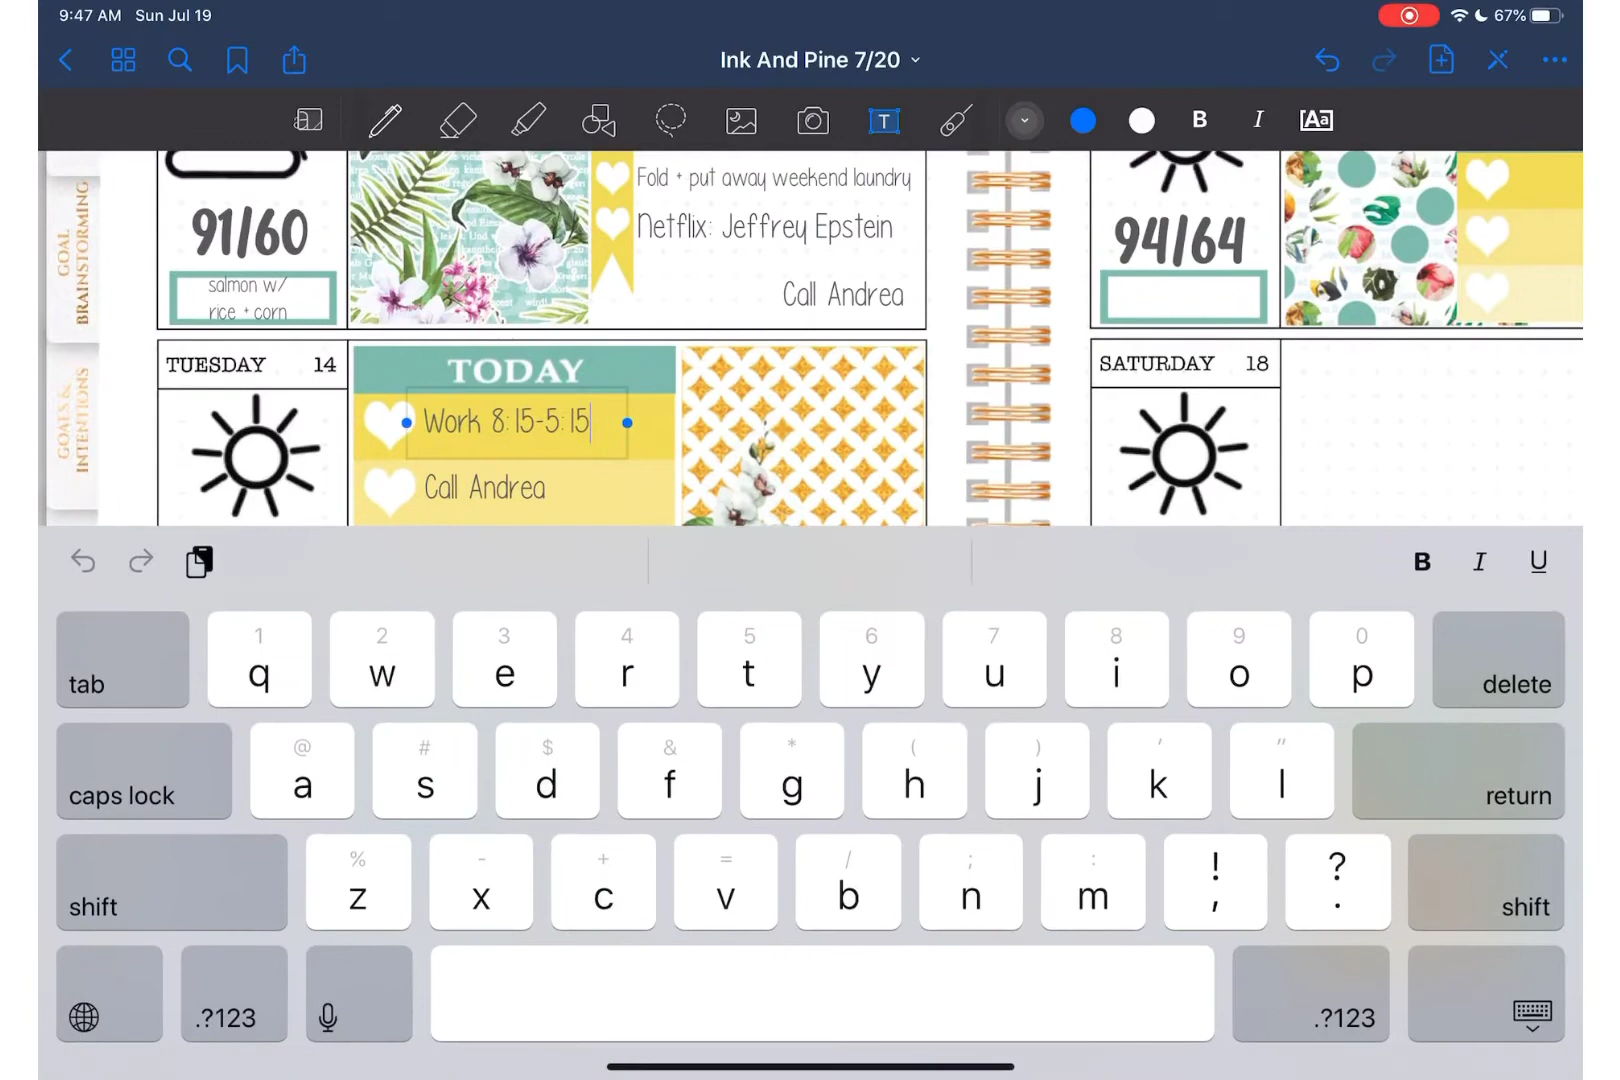 9:47 AM Sun Jul 19
67%
Ink And Pine 7/20
T
B I Aa
GOAL
BRAINSTORMING
91/60
salmon w/
rice + corn
Fold + put away weekend laundry
Netflix: Jeffrey Epstein
Call Andrea
94/64
GOALS &
INTENTIONS
TUESDAY 14
TODAY
Work 8:15-5:15
Call Andrea
SATURDAY 18
B I U
tab 1 q 2 w 3 e 4 r 5 t 6 y 7 u 8 i 9 o 0 p delete
caps lock @ a # s $ d & f * g ( h ) j ' k " l return
shift % z - x + c = v / b ; n : m ! , ? . shift
.?123 .?123